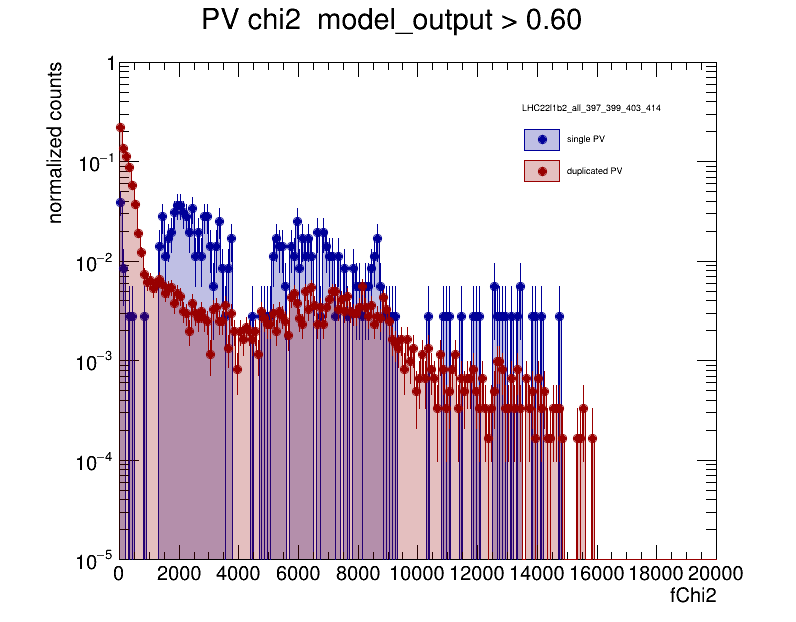 PV chi2 model_output > 0.60
normalized counts
LHC22l1b2_all_397_399_403_414
single PV
duplicated PV
1
10⁻¹
10⁻²
10⁻³
10⁻⁴
10⁻⁵
0 2000 4000 6000 8000 10000 12000 14000 16000 18000 20000
fChi2